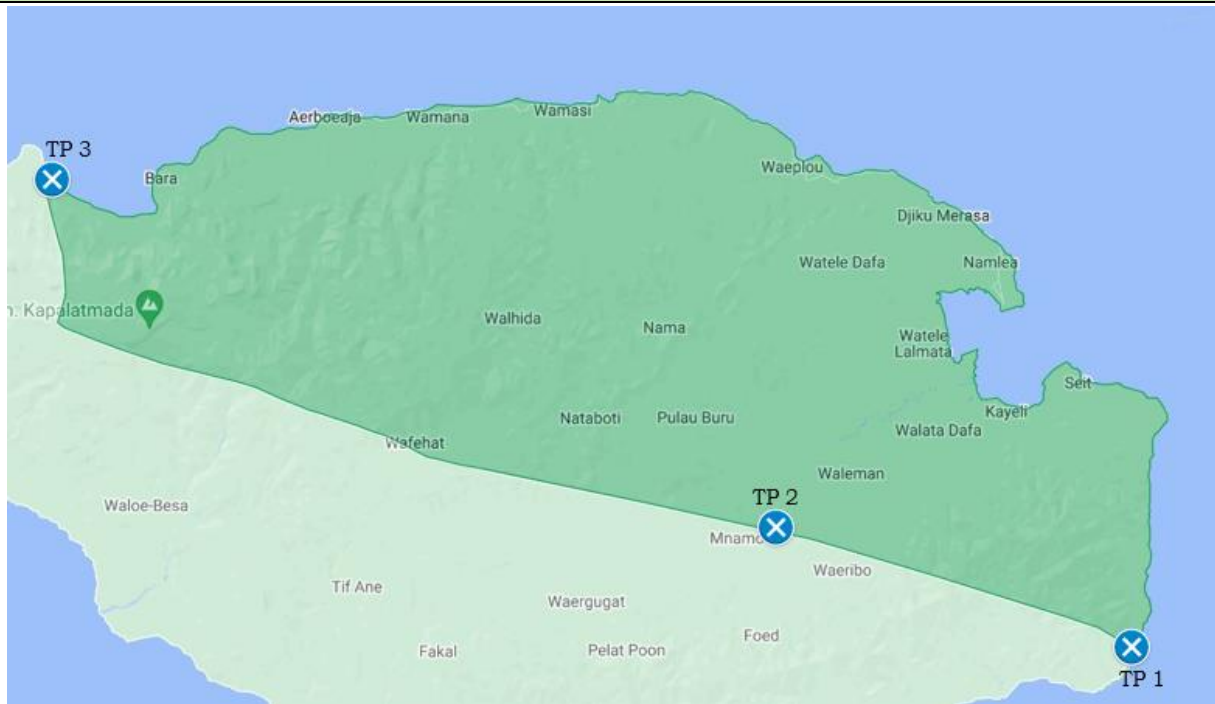 Aerboeaja
Wamana
Wamasi
TP 3
Bara
Waeplou
Djiku Merasa
Watele Dafa
Namlea
n. Kapalatmada
Walhida
Nama
Watele
Lalmata
Seit
Nataboti
Pulau Buru
Kayeli
Walata Dafa
Wafehat
Waleman
Waloe-Besa
TP 2
Mnamo
Waeribo
Tif Ane
Waergugat
Foed
Fakal
Pelat Poon
TP 1